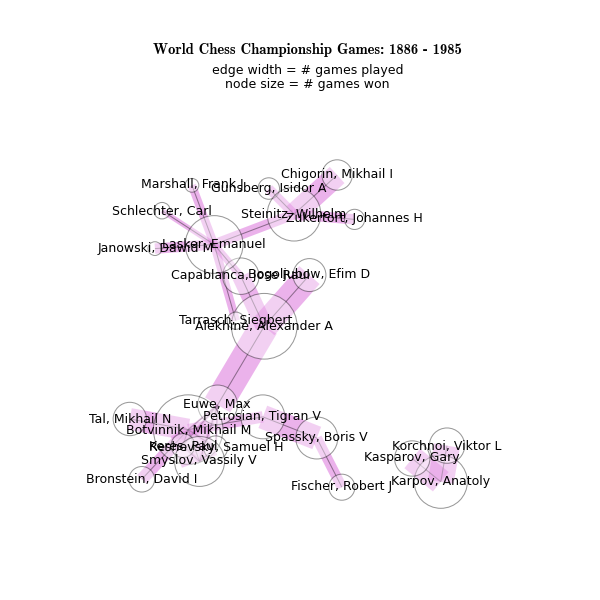 World Chess Championship Games: 1886 - 1985
edge width = # games played
node size = # games won
Chigorin, Mikhail I
Marshall, Frank J
Gunsberg, Isidor A
Schlechter, Carl
Steinitz, Wilhelm
Zukertort, Johannes H
Janowski, Dawid M
Lasker, Emanuel
Capablanca, Jose Raul
Bogoljubow, Efim D
Tarrasch, Siegbert
Alekhine, Alexander A
Euwe, Max
Tal, Mikhail N
Petrosian, Tigran V
Botvinnik, Mikhail M
Spassky, Boris V
Keres, Paul
Reshevsky, Samuel H
Korchnoi, Viktor L
Kasparov, Gary
Smyslov, Vassily V
Bronstein, David I
Fischer, Robert J
Karpov, Anatoly